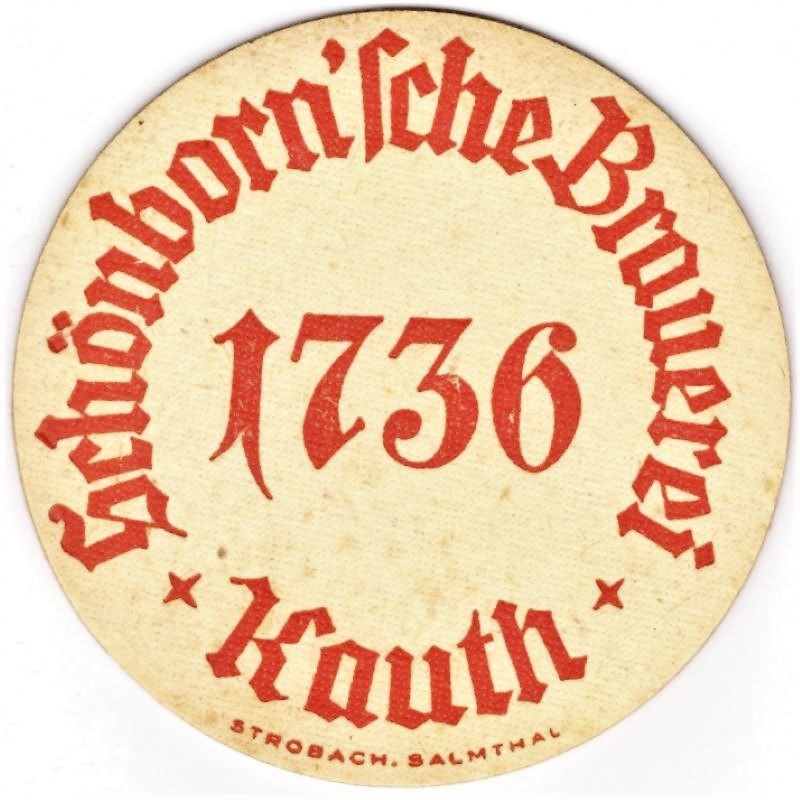 Schönborn'sche Brauerei
1736
Kauth
STROBACH. SALMTHAL